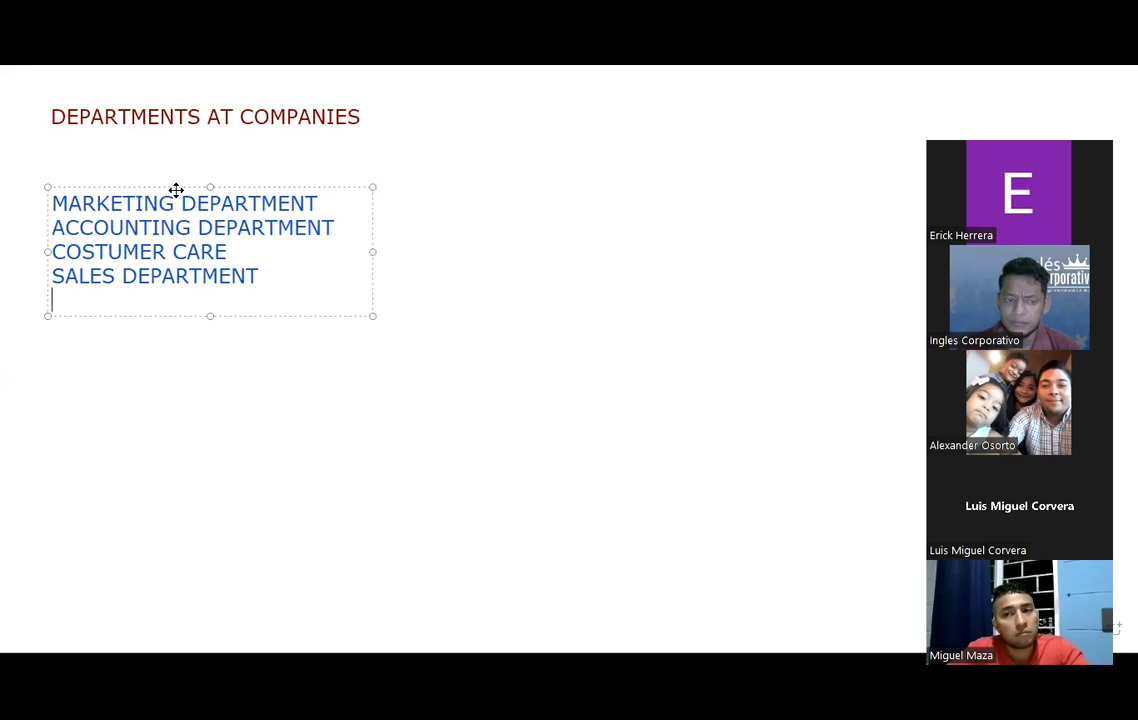 DEPARTMENTS AT COMPANIES
MARKETING DEPARTMENT
ACCOUNTING DEPARTMENT
COSTUMER CARE
SALES DEPARTMENT
E
Erick Herrera
Ingles Corporativo
Alexander Osorto
Luis Miguel Corvera
Luis Miguel Corvera
Miguel Maza